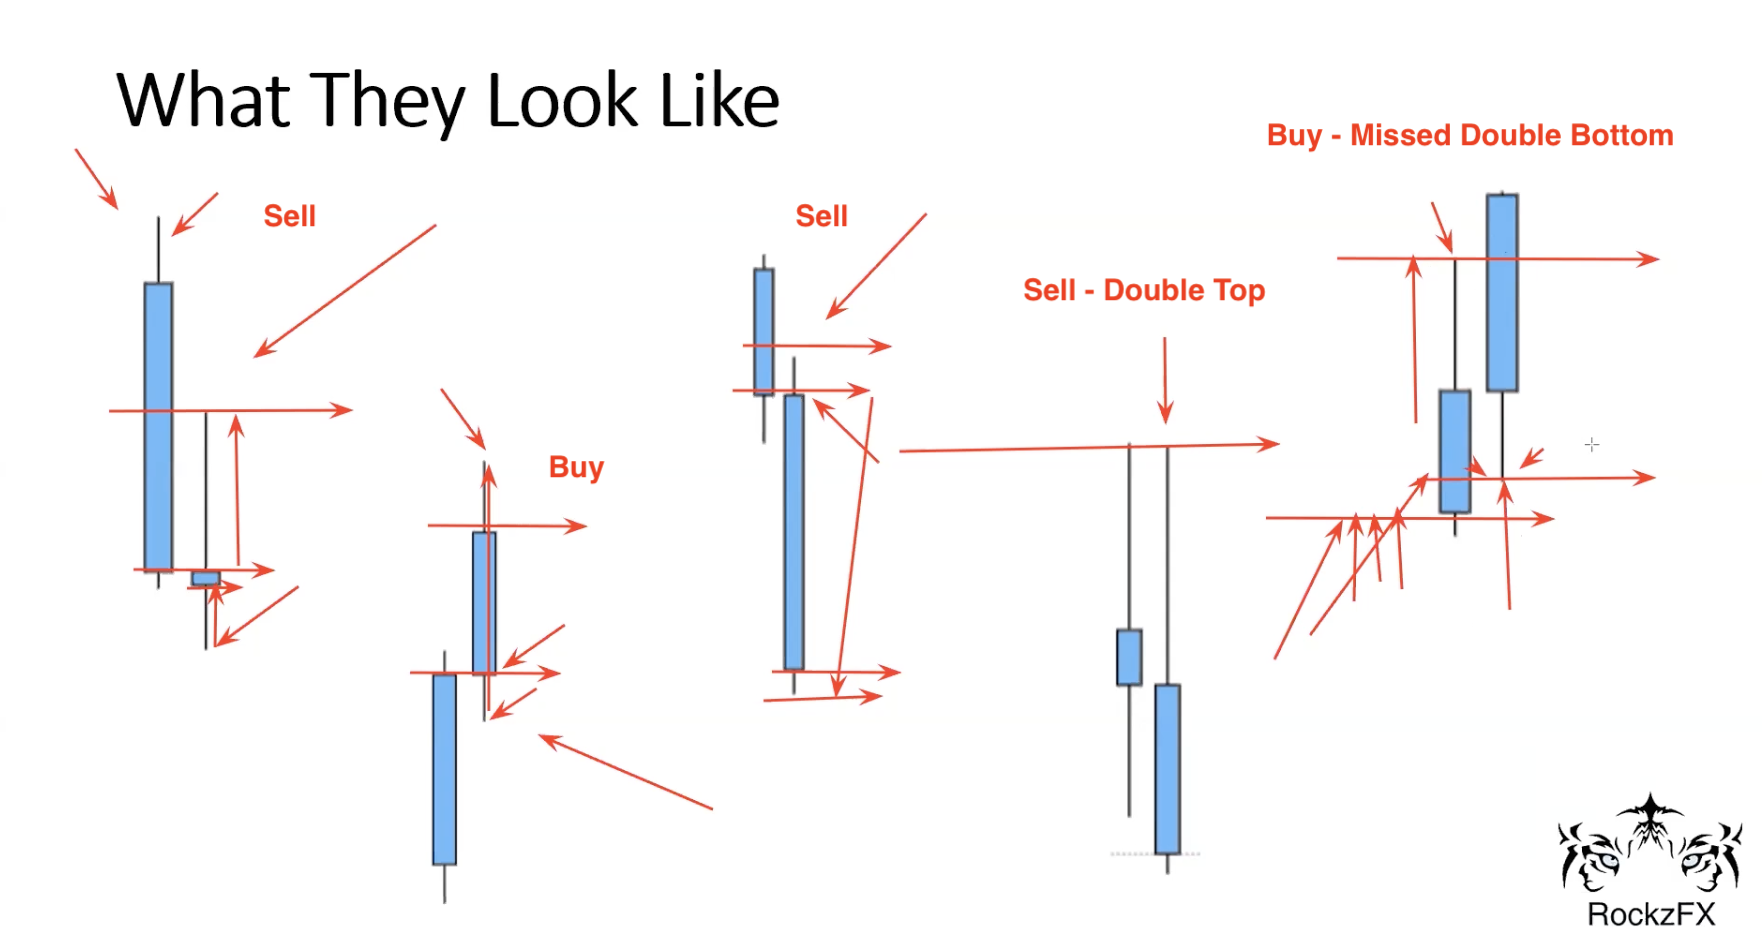 What They Look Like
Buy - Missed Double Bottom
Sell
Sell
Sell - Double Top
Buy
RockzFX